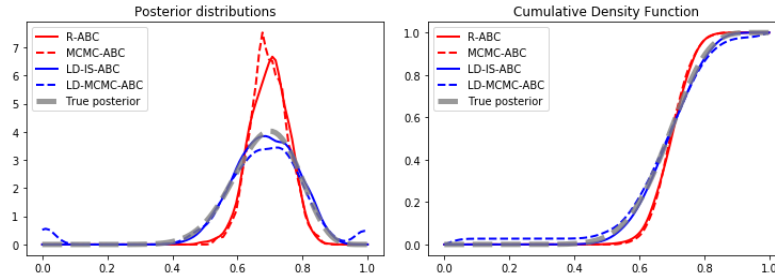 Posterior distributions
R-ABC
MCMC-ABC
LD-IS-ABC
LD-MCMC-ABC
True posterior
7
6
5
4
3
2
1
0
0.0 0.2 0.4 0.6 0.8 1.0
Cumulative Density Function
R-ABC
MCMC-ABC
LD-IS-ABC
LD-MCMC-ABC
True posterior
1.0
0.8
0.6
0.4
0.2
0.0
0.0 0.2 0.4 0.6 0.8 1.0